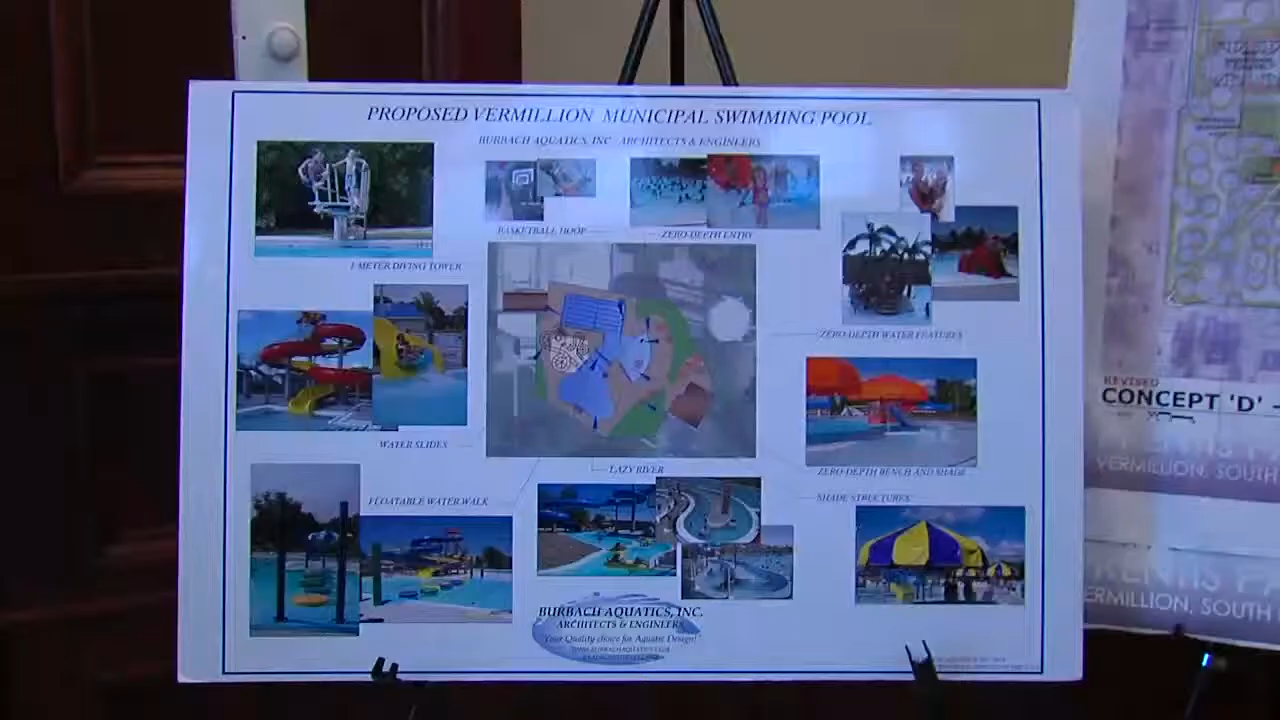 PROPOSED VERMILLION MUNICIPAL SWIMMING POOL
BURBACH AQUATICS, INC ARCHITECTS & ENGINEERS
BASKETBALL HOOP
ZERO-DEPTH ENTRY
1 METER DIVING TOWER
ZERO-DEPTH WATER FEATURES
WATER SLIDES
LAZY RIVER
ZERO-DEPTH BENCH AND SHADE
FLOATABLE WATER WALK
SHADE STRUCTURES
BURBACH AQUATICS, INC.
ARCHITECTS & ENGINEERS
"Your Quality choice for Aquatic Design!"
REVISED
CONCEPT 'D' -
VERMILLION, SOUTH
VERMILLION, SOUTH